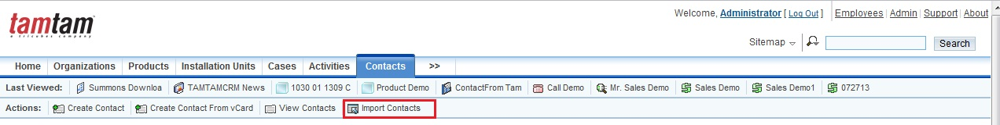 tamtam
a tricubes company
Welcome, Administrator [ Log Out ] Employees | Admin | Support | About
Sitemap Search
Home Organizations Products Installation Units Cases Activities Contacts >>
Last Viewed: Summons Downloa TAMTAMCRM News 1030 01 1309 C Product Demo ContactFrom Tam Call Demo Mr. Sales Demo Sales Demo Sales Demo1 072713
Actions: Create Contact Create Contact From vCard View Contacts Import Contacts